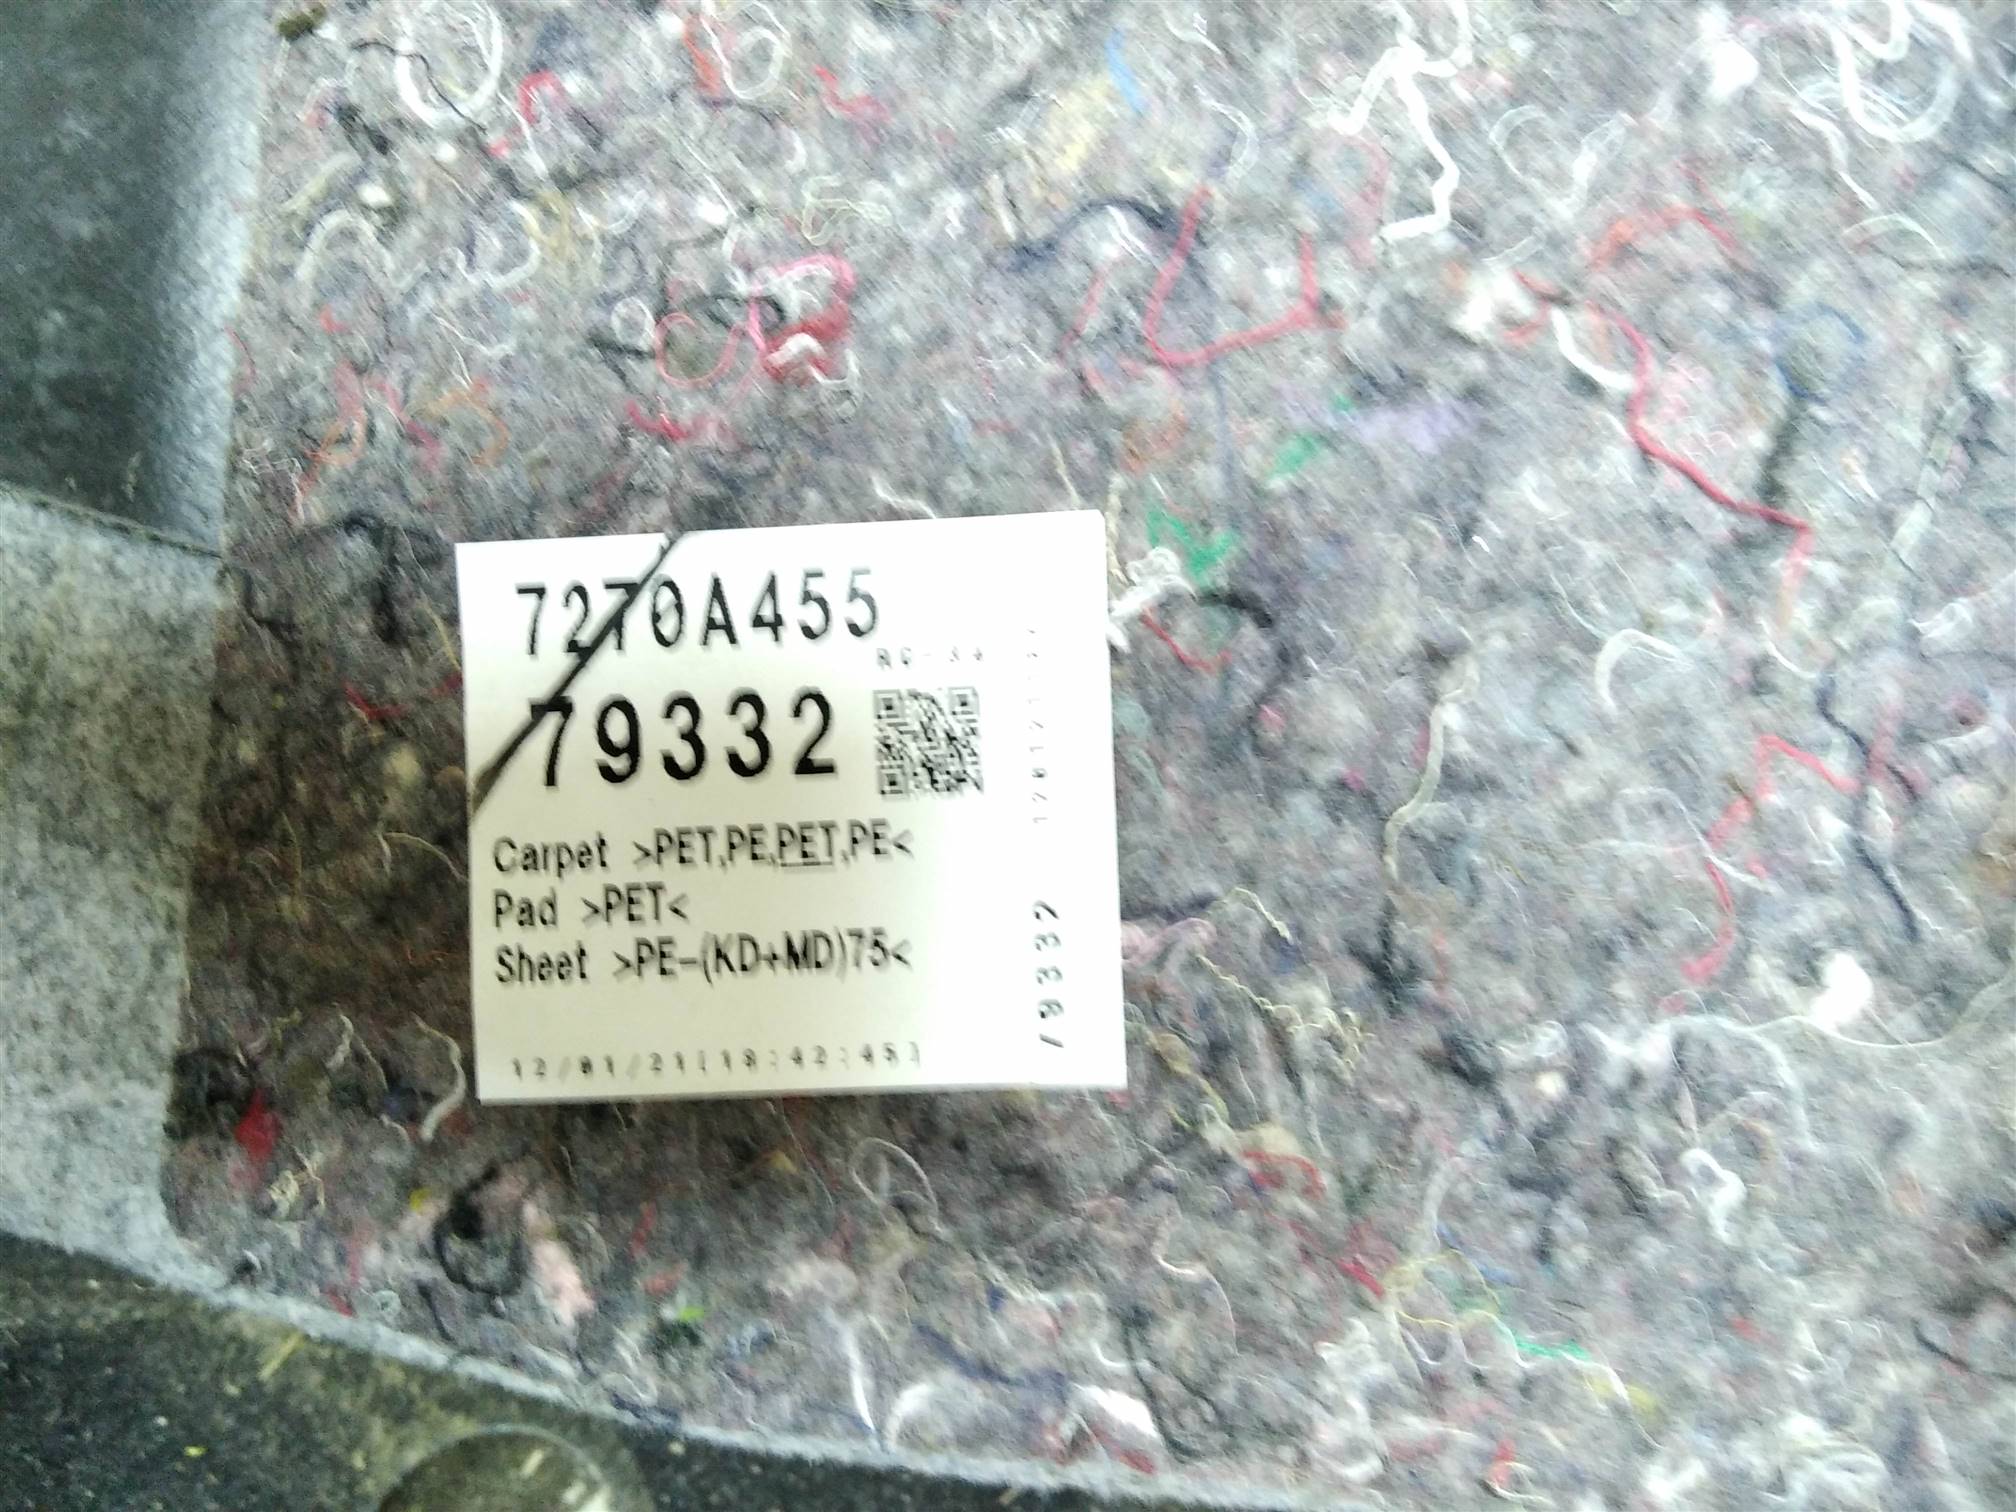 7270A455
79332
Carpet >PET,PE,PET,PE<
Pad >PET<
Sheet >PE-(KD+MD)75<
12/01/21[18:42:45]
79332